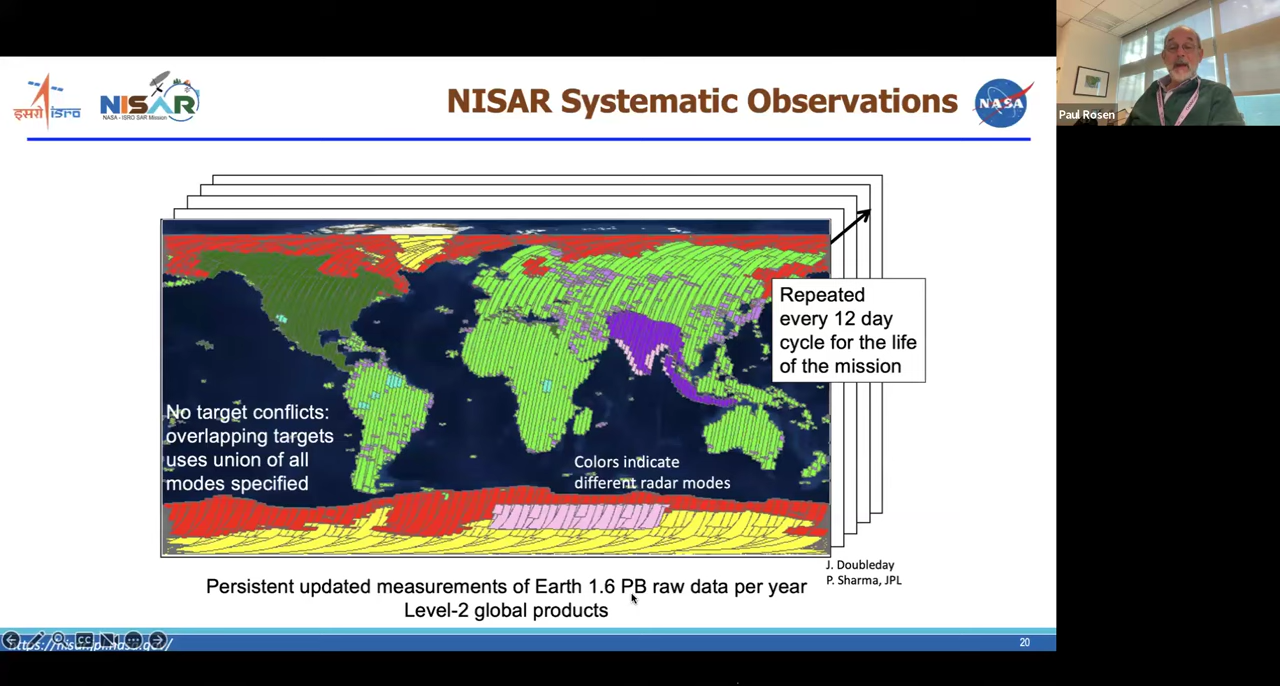 इसरो isro
NISAR
NASA - ISRO SAR Mission
NISAR Systematic Observations
NASA
Paul Rosen
Repeated
every 12 day
cycle for the life
of the mission
No target conflicts:
overlapping targets
uses union of all
modes specified
Colors indicate
different radar modes
J. Doubleday
P. Sharma, JPL
Persistent updated measurements of Earth 1.6 PB raw data per year
Level-2 global products
20